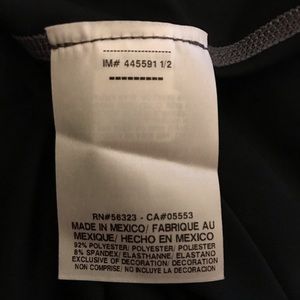 IM# 445591 1/2
RN#56323 - CA#05553
MADE IN MEXICO/ FABRIQUE AU
MEXIQUE/ HECHO EN MEXICO
92% POLYESTER/ POLYESTER/ POLIESTER
8% SPANDEX/ ELASTHANNE/ ELASTANO
EXCLUSIVE OF DECORATION/ DECORATION
NON COMPRISE/ NO INCLUYE LA DECORACION